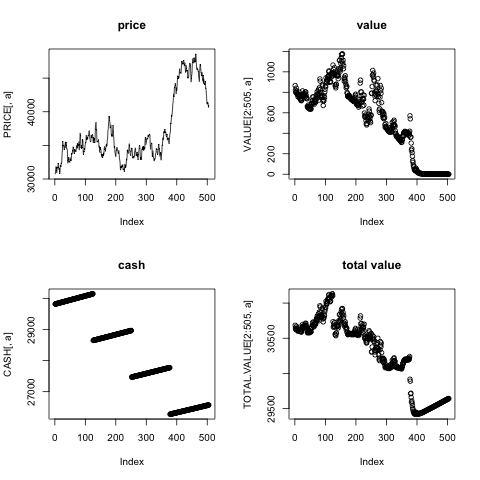 price
PRICE[, a]
30000 40000
0 100 200 300 400 500
Index
value
VALUE[2:505, a]
0 200 400 600 1000
0 100 200 300 400 500
Index
cash
CASH[, a]
27000 29000
0 100 200 300 400 500
Index
total value
TOTAL.VALUE[2:505, a]
29500 30500
0 100 200 300 400 500
Index